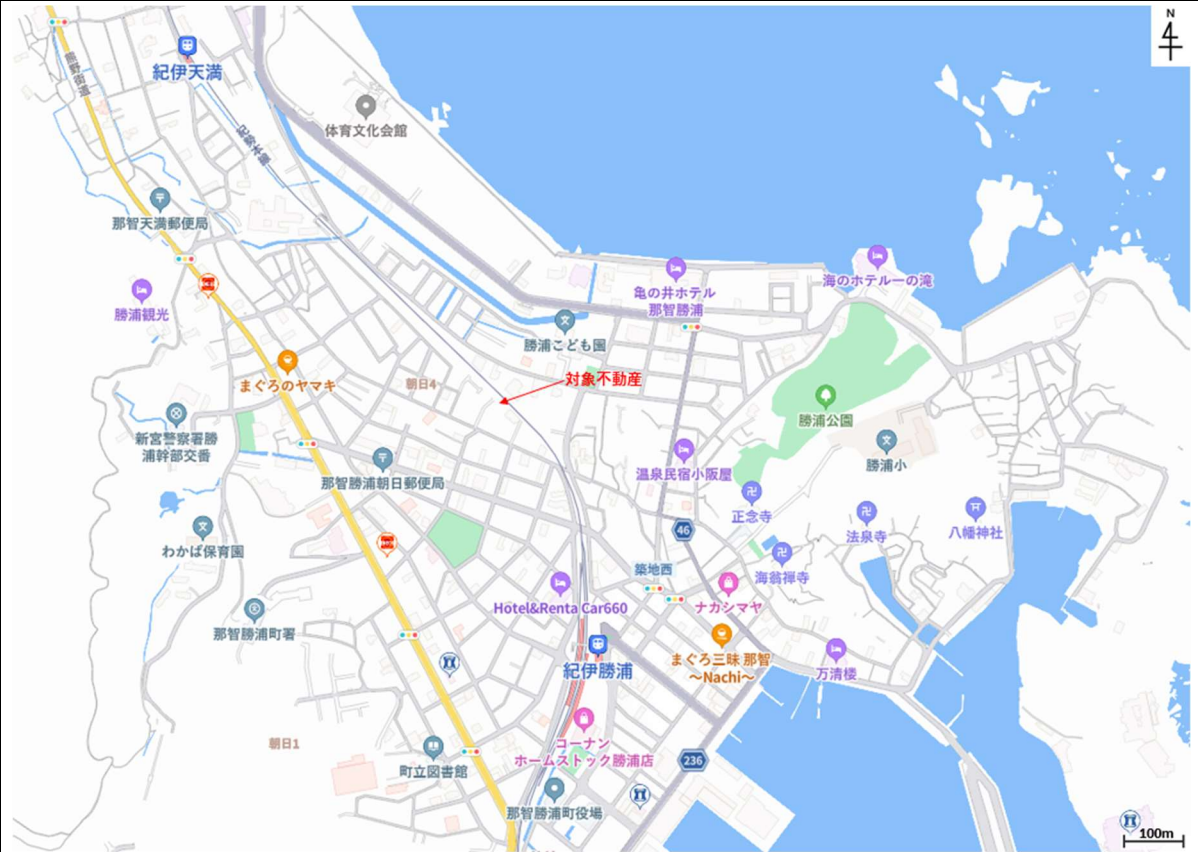 N
紀伊天満
熊野街道
紀勢本線
体育文化会館
那智天満郵便局
勝浦観光
亀の井ホテル
那智勝浦
海のホテル一の滝
勝浦こども園
まぐろのヤマキ
朝日4
対象不動産
勝浦公園
新宮警察署勝
浦幹部交番
勝浦小
温泉民宿小阪屋
那智勝浦朝日郵便局
正念寺
46
法泉寺
八幡神社
わかば保育園
築地西
海翁禅寺
Hotel&Renta Car660
ナカシマヤ
那智勝浦町署
紀伊勝浦
まぐろ三昧 那智
〜Nachi〜
万清楼
朝日1
コーナン
ホームストック勝浦店
町立図書館
236
那智勝浦町役場
100m